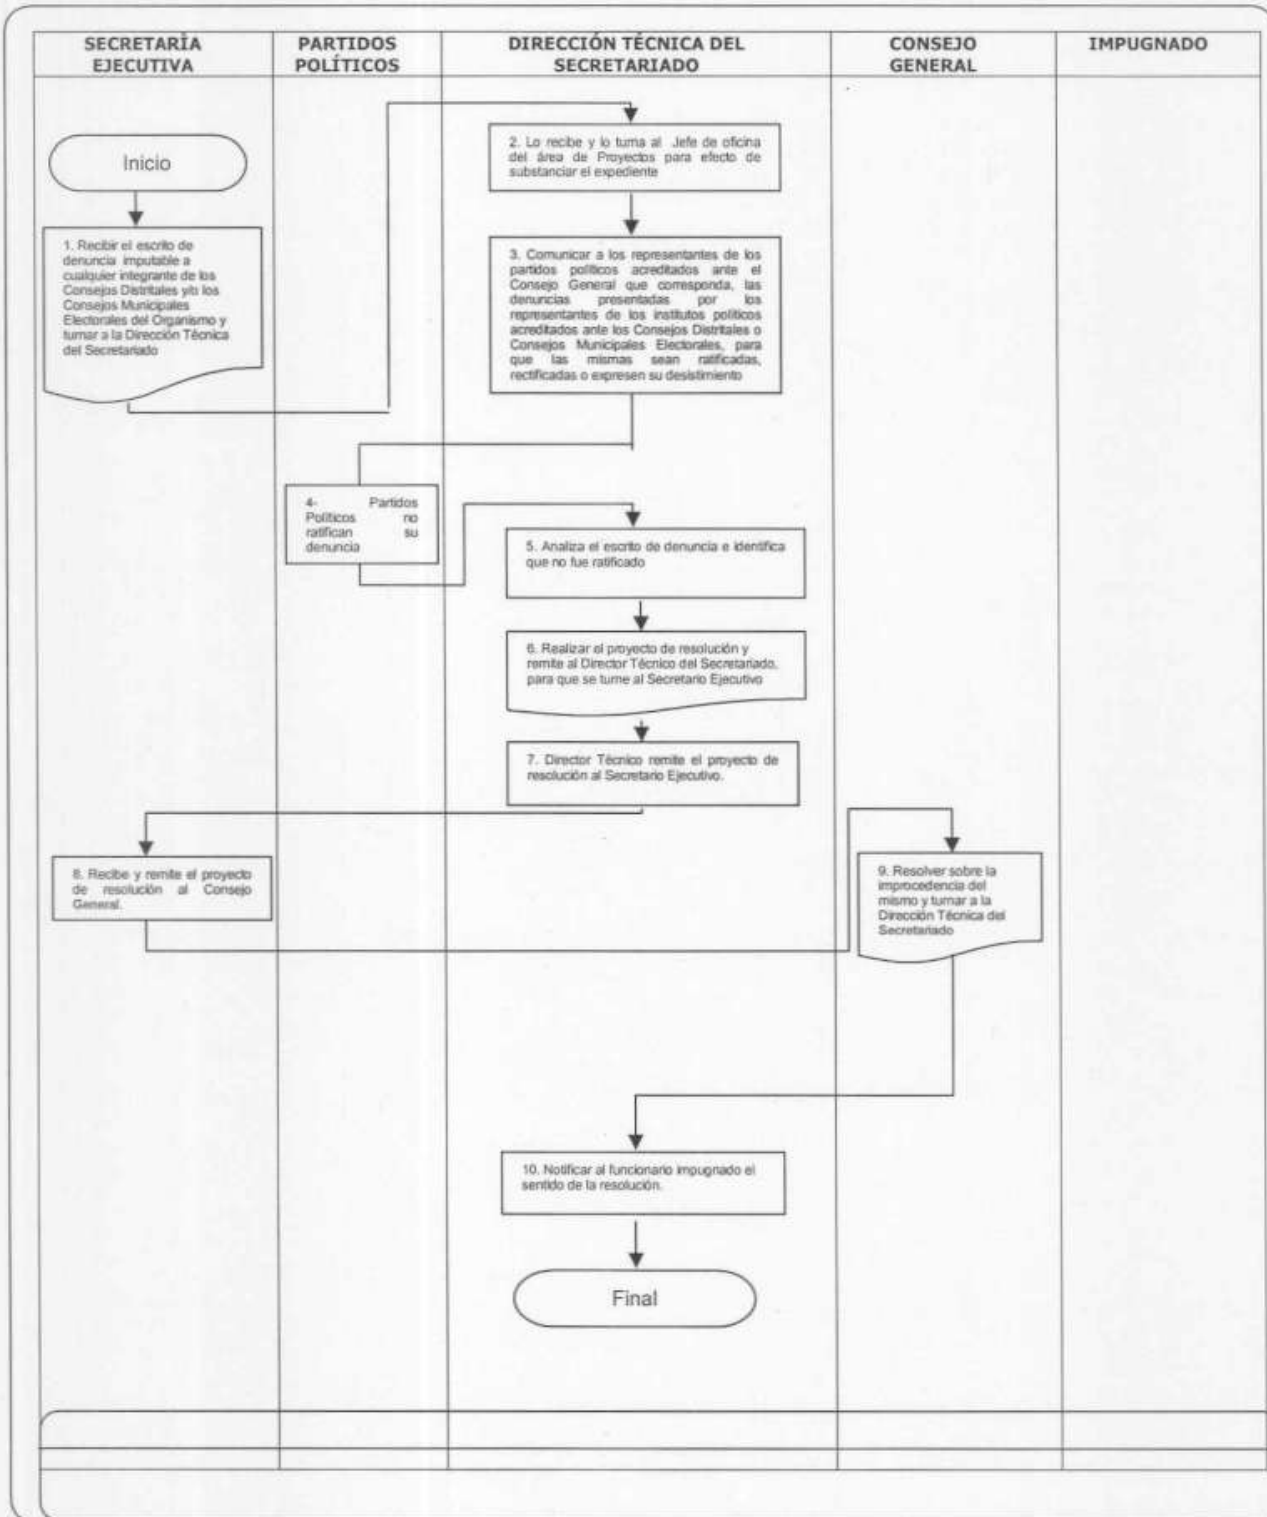 SECRETARÌA
EJECUTIVA
PARTIDOS
POLÍTICOS
DIRECCIÓN TÉCNICA DEL
SECRETARIADO
CONSEJO
GENERAL
IMPUGNADO
Inicio
1. Recibir el escrito de
denuncia imputable a
cualquier integrante de los
Consejos Distritales y/o los
Consejos Municipales
Electorales del Organismo y
turnar a la Dirección Técnica
del Secretariado
2. Lo recibe y lo turna al Jefe de oficina
del área de Proyectos para efecto de
substanciar el expediente
3. Comunicar a los representantes de los
partidos políticos acreditados ante el
Consejo General que corresponda, las
denuncias presentadas por los
representantes de los institutos políticos
acreditados ante los Consejos Distritales o
Consejos Municipales Electorales, para
que las mismas sean ratificadas,
rectificadas o expresen su desistimiento
4- Partidos
Políticos no
ratifican su
denuncia
5. Analiza el escrito de denuncia e identifica
que no fue ratificado
6. Realizar el proyecto de resolución y
remite al Director Técnico del Secretariado,
para que se turne al Secretario Ejecutivo
7. Director Técnico remite el proyecto de
resolución al Secretario Ejecutivo.
8. Recibe y remite el proyecto
de resolución al Consejo
General.
9. Resolver sobre la
improcedencia del
mismo y turnar a la
Dirección Técnica del
Secretariado
10. Notificar al funcionario impugnado el
sentido de la resolución.
Final